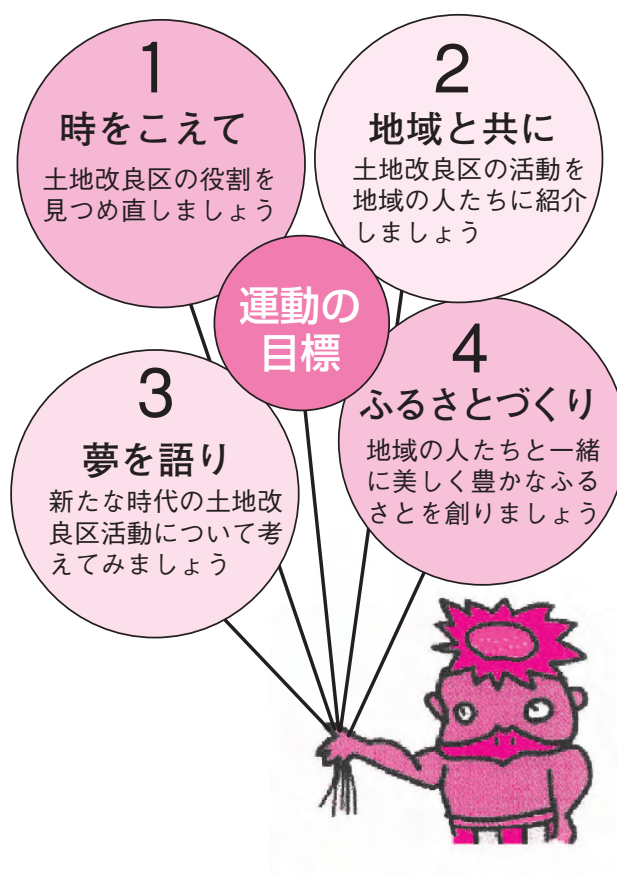 1
時をこえて
土地改良区の役割を
見つめ直しましょう
2
地域と共に
土地改良区の活動を
地域の人たちに紹介
しましょう
運動の
目標
3
夢を語り
新たな時代の土地改
良区活動について考
えてみましょう
4
ふるさとづくり
地域の人たちと一緒
に美しく豊かなふる
さとを創りましょう